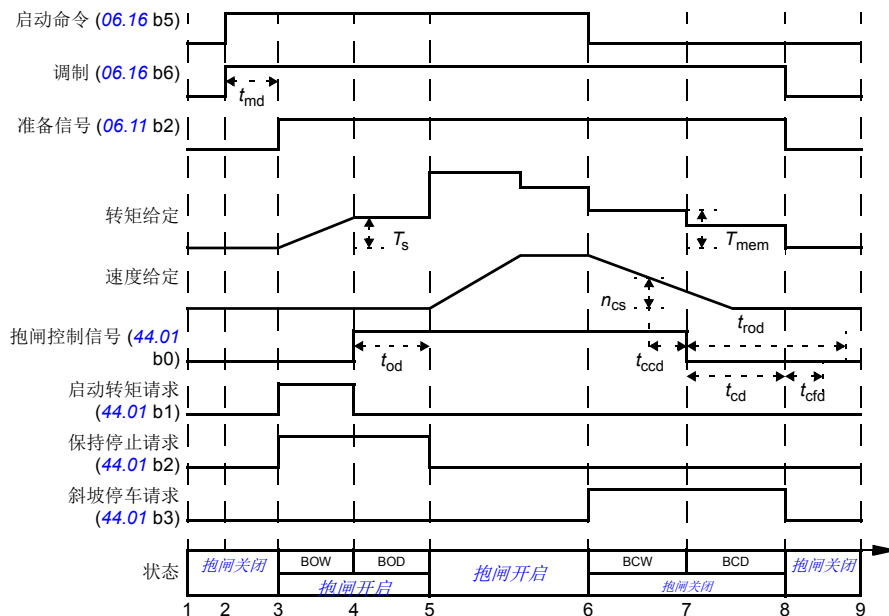 启动命令 (06.16 b5)
调制 (06.16 b6)
tmd
准备信号 (06.11 b2)
转矩给定
Ts
Tmem
速度给定
ncs
抱闸控制信号 (44.01
b0)
tod
tccd
trod
tcd
tcfd
启动转矩请求
(44.01 b1)
保持停止请求
(44.01 b2)
斜坡停车请求
(44.01 b3)
状态
抱闸关闭
BOW
BOD
抱闸开启
抱闸开启
BCW
BCD
抱闸关闭
抱闸关闭
1 2 3 4 5 6 7 8 9